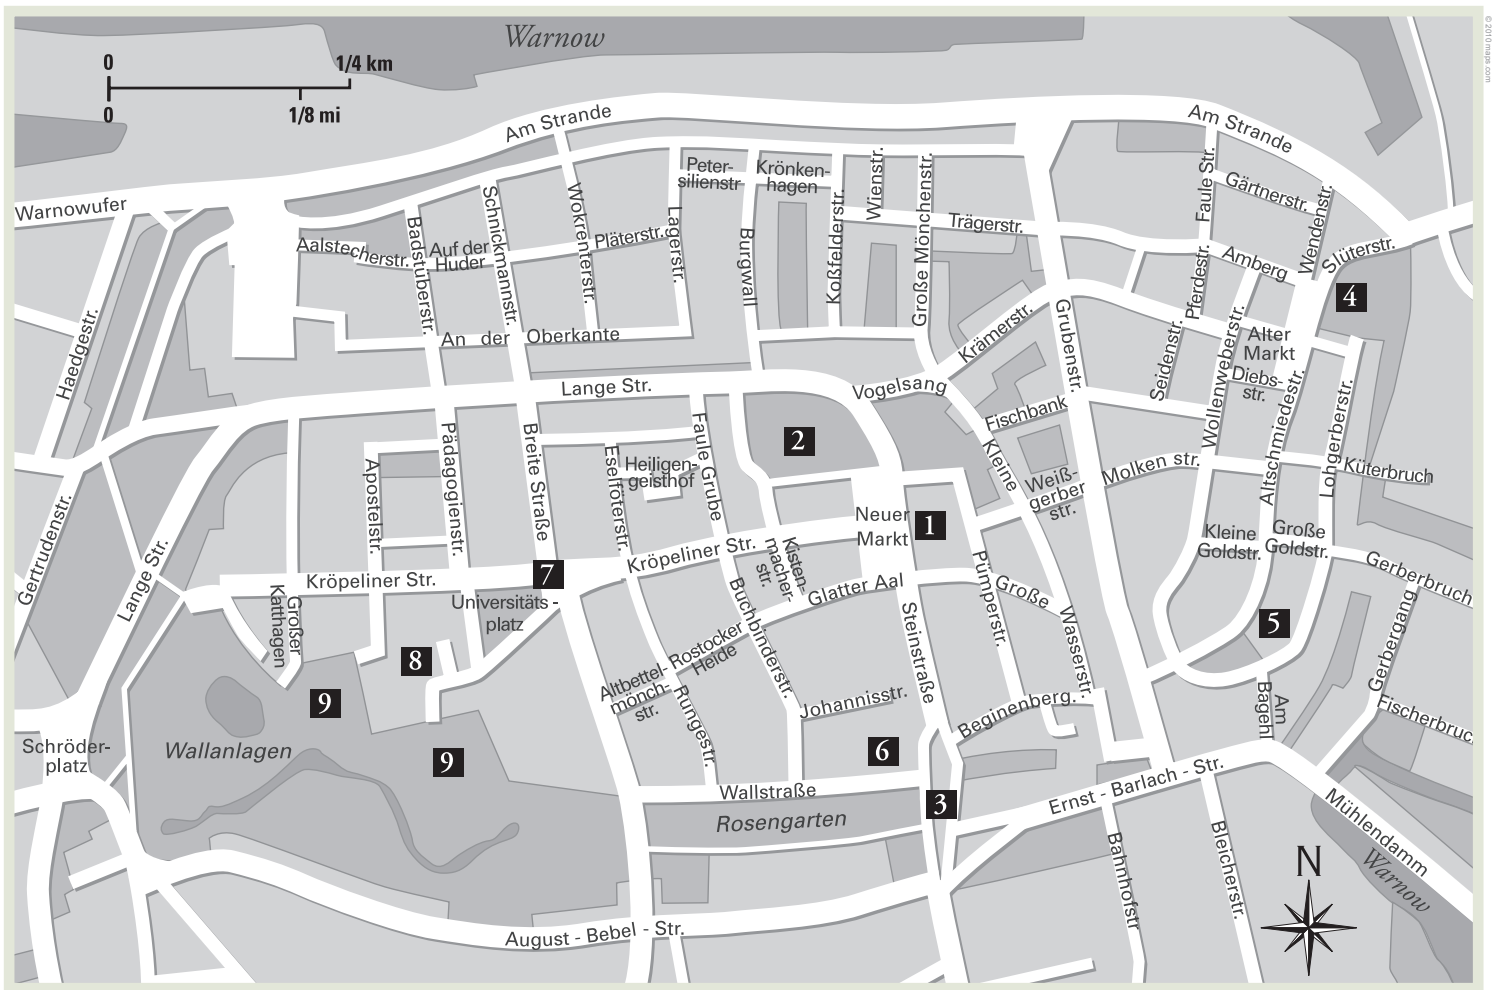 © 2010 maps.com
Warnow
0
1/4 km
0
1/8 mi
Am Strande
Am Strande
Warnowufer
Peter-
silienstr
Krönken-
hagen
Wienstr.
Große Mönchenstr.
Trägerstr.
Faule Str.
Gärtnerstr.
Wendenstr.
Slüterstr.
Amberg
4
Schnickmannstr.
Wokrenterstr.
Lagerstr.
Burgwall
Koßfelderstr.
Badstüberstr.
Aalstecherstr.
Auf der
Huder
Pläterstr.
Pferdestr.
Haedgestr.
An der Oberkante
Krämerstr.
Grubenstr.
Seidenstr.
Wollenweberstr.
Alter
Markt
Diebs-
str.
Lange Str.
Vogelsang
Fischbank
Altschmiedestr.
Lohgerberstr.
Küterbruch
2
Pädagogienstr.
Breite Straße
Faule Grube
Eselföterstr.
Heiligen-
geisthof
Kleine
Weiß-
gerber
str.
Molken str.
Apostelstr.
Neuer
Markt
1
Kleine
Goldstr.
Große
Goldstr.
Gerberbruch
Gertrudenstr.
Lange Str.
Kröpeliner Str.
7
Kröpeliner Str.
Kisten-
macher-
str.
Glatter Aal
Pümperstr.
Große
Wasserstr.
Großer
Katthagen
Universitäts -
platz
Buchbinderstr.
Steinstraße
5
Gerbergang
8
Rostocker
Heide
Altbettel-
mönch-
str.
Rungestr.
Johannisstr.
Beginenberg.
Am
Bagehl
Fischerbruc
9
Schröder-
platz
Wallanlagen
9
6
Wallstraße
3
Rosengarten
Ernst - Barlach - Str.
Mühlendamm
Warnow
Bahnhofstr
Bleicherstr.
N
August - Bebel - Str.